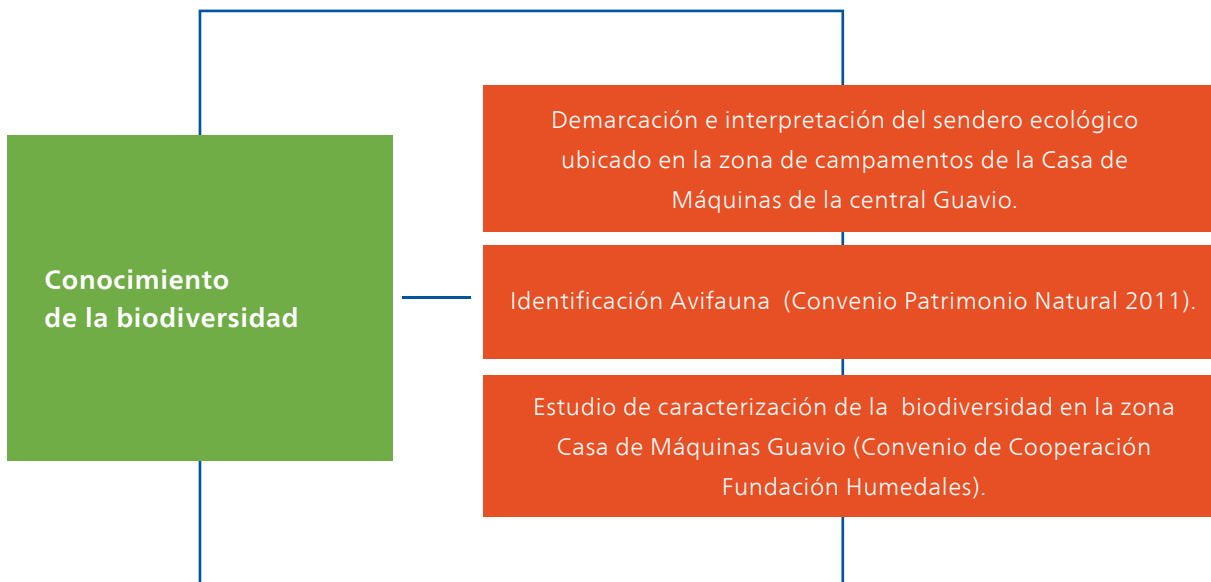 Conocimiento
de la biodiversidad
Demarcación e interpretación del sendero ecológico
ubicado en la zona de campamentos de la Casa de
Máquinas de la central Guavio.
Identificación Avifauna (Convenio Patrimonio Natural 2011).
Estudio de caracterización de la biodiversidad en la zona
Casa de Máquinas Guavio (Convenio de Cooperación
Fundación Humedales).